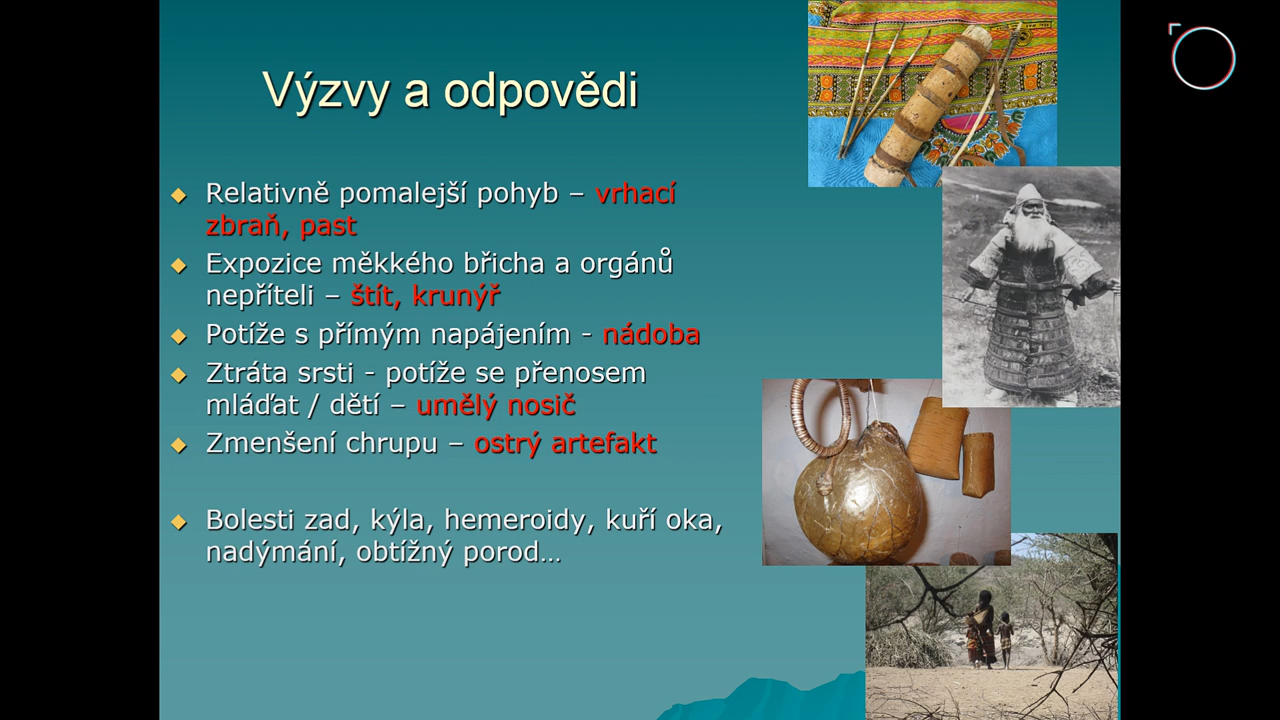 Výzvy a odpovědi
Relativně pomalejší pohyb – vrhací
zbraň, past
Expozice měkkého břicha a orgánů
nepříteli – štít, krunýř
Potíže s přímým napájením - nádoba
Ztráta srsti - potíže se přenosem
mláďat / dětí – umělý nosič
Zmenšení chrupu – ostrý artefakt
Bolesti zad, kýla, hemeroidy, kuří oka,
nadýmání, obtížný porod…